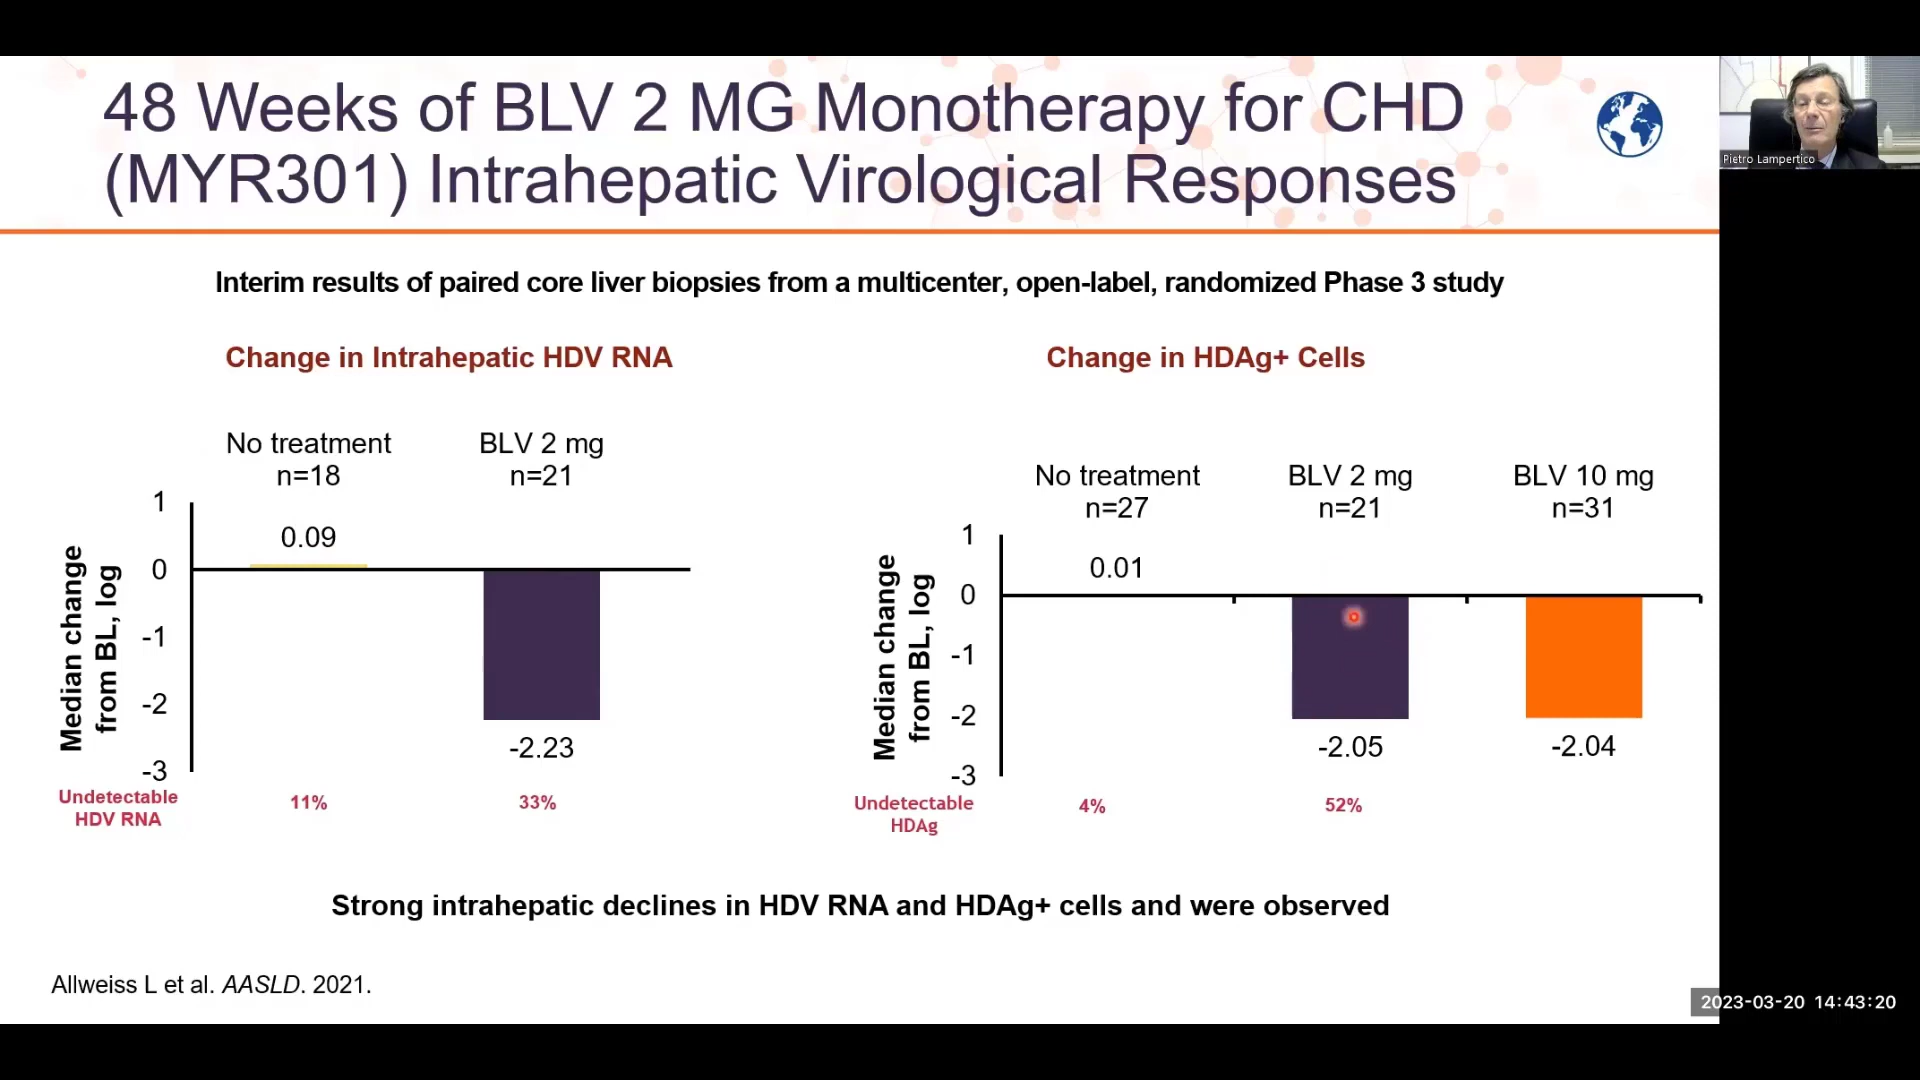 48 Weeks of BLV 2 MG Monotherapy for CHD
(MYR301) Intrahepatic Virological Responses
Pietro Lampertico
Interim results of paired core liver biopsies from a multicenter, open-label, randomized Phase 3 study
Change in Intrahepatic HDV RNA
No treatment
n=18
BLV 2 mg
n=21
Median change
from BL, log
1
0
-1
-2
-3
0.09
-2.23
Undetectable
HDV RNA
11%
33%
Change in HDAg+ Cells
No treatment
n=27
BLV 2 mg
n=21
BLV 10 mg
n=31
Median change
from BL, log
1
0
-1
-2
-3
0.01
-2.05
-2.04
Undetectable
HDAg
4%
52%
Strong intrahepatic declines in HDV RNA and HDAg+ cells and were observed
Allweiss L et al. AASLD. 2021.
2023-03-20 14:43:20